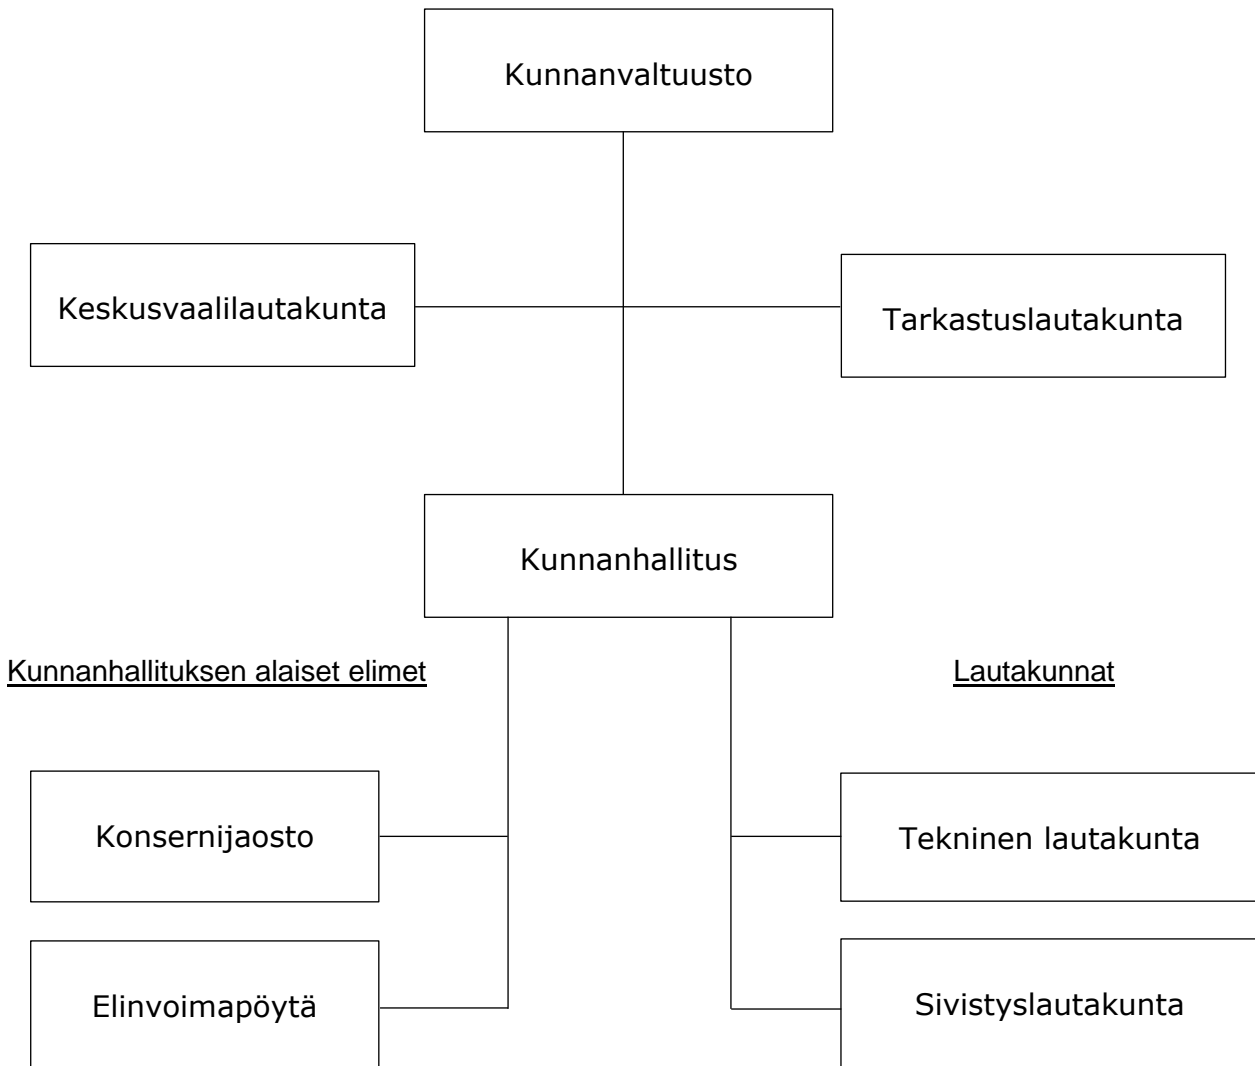 Kunnanvaltuusto
Keskusvaalilautakunta
Tarkastuslautakunta
Kunnanhallitus
Kunnanhallituksen alaiset elimet
Lautakunnat
Konsernijaosto
Tekninen lautakunta
Elinvoimapöytä
Sivistyslautakunta